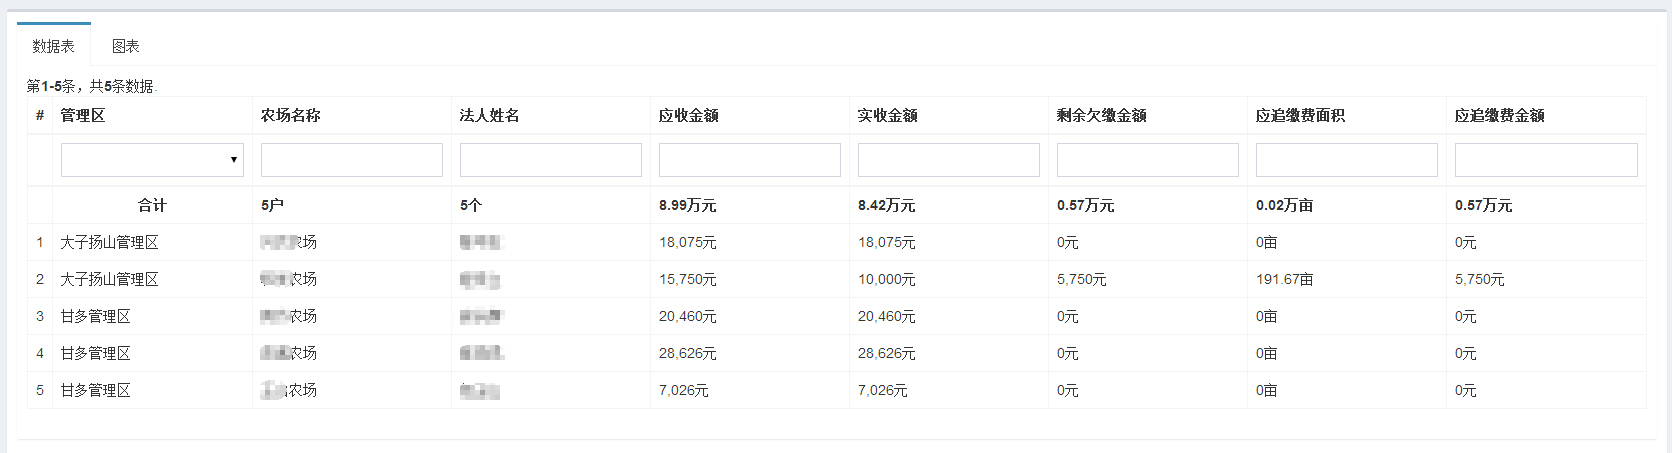 数据表 图表
第1-5条，共5条数据.
# 管理区 农场名称 法人姓名 应收金额 实收金额 剩余欠缴金额 应追缴费面积 应追缴费金额
合计 5户 5个 8.99万元 8.42万元 0.57万元 0.02万亩 0.57万元
1 大子扬山管理区 农场 18,075元 18,075元 0元 0亩 0元
2 大子扬山管理区 农场 15,750元 10,000元 5,750元 191.67亩 5,750元
3 甘多管理区 农场 20,460元 20,460元 0元 0亩 0元
4 甘多管理区 农场 28,626元 28,626元 0元 0亩 0元
5 甘多管理区 农场 7,026元 7,026元 0元 0亩 0元